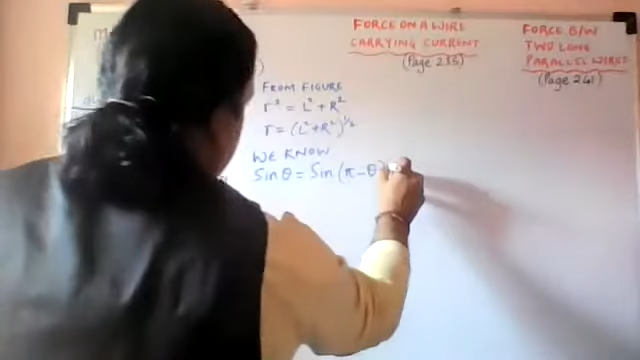 FORCE ON A WIRE
CARRYING CURRENT
(Page 235)
FORCE B/W
TWO LONG
PARALLEL WIRES
(Page 241)
FROM FIGURE
r² = L² + R²
r = (L² + R²)^1/2
WE KNOW
Sin θ = Sin (π - θ)